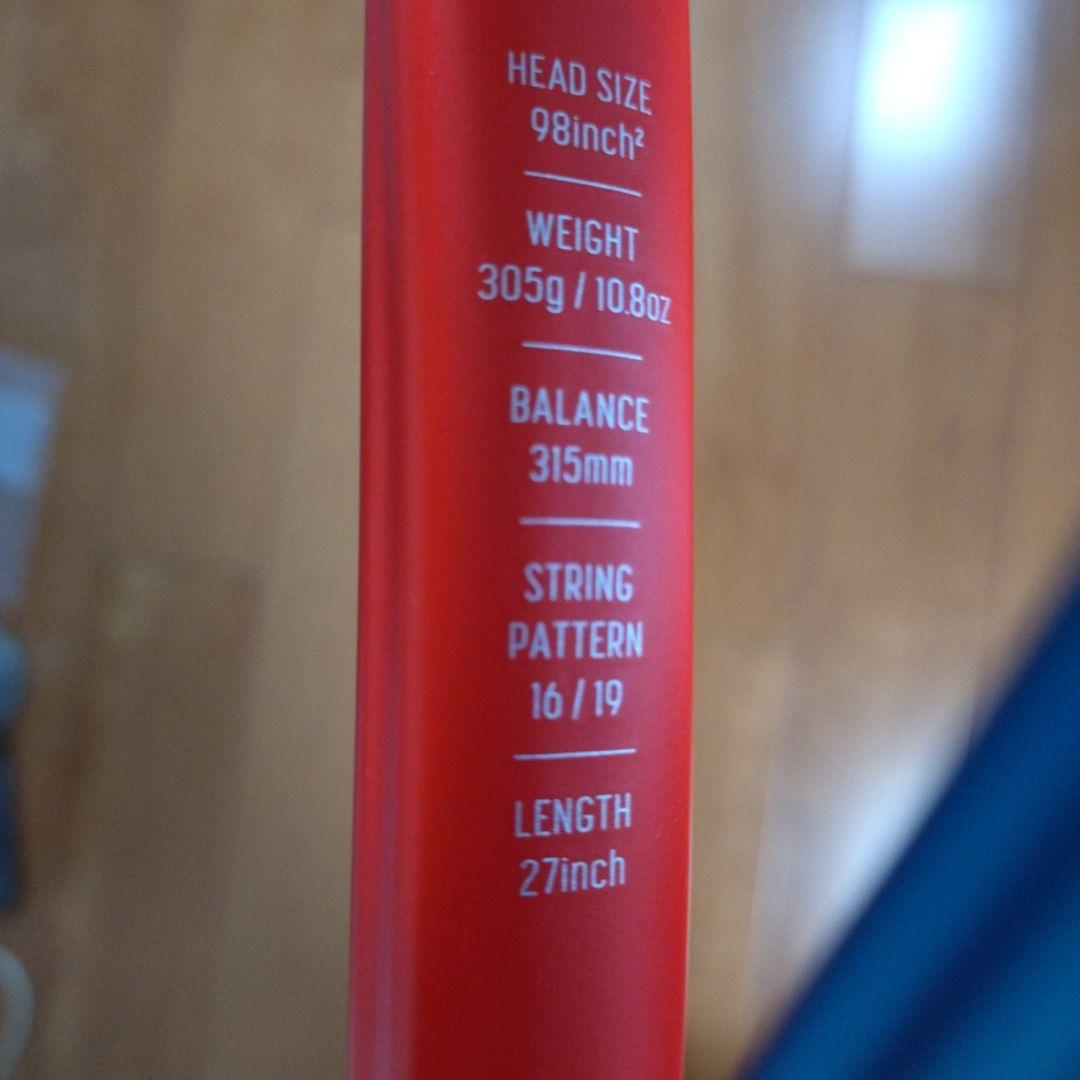 HEAD SIZE
98inch²
WEIGHT
305g / 10.8oz
BALANCE
315mm
STRING
PATTERN
16 / 19
LENGTH
27inch